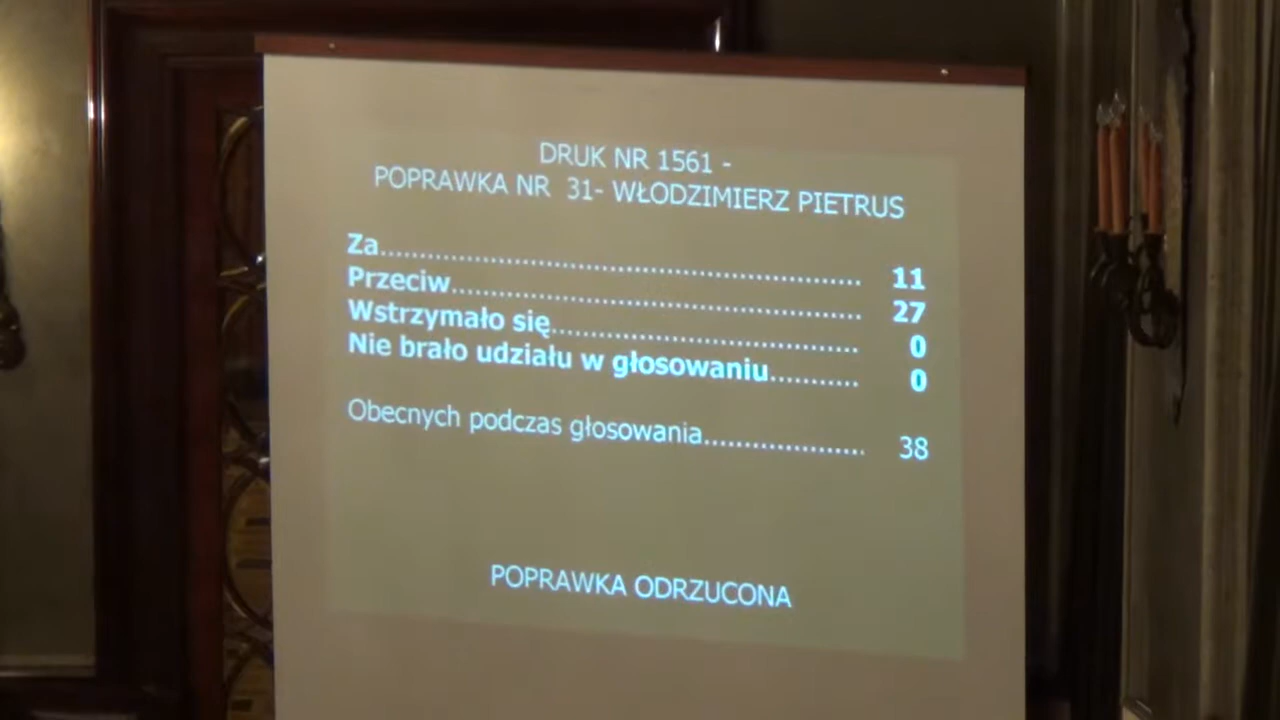 DRUK NR 1561 -
POPRAWKA NR 31- WŁODZIMIERZ PIETRUS
Za.......................................................... 11
Przeciw.................................................. 27
Wstrzymało się..................................... 0
Nie brało udziału w głosowaniu........... 0
Obecnych podczas głosowania.................... 38
POPRAWKA ODRZUCONA